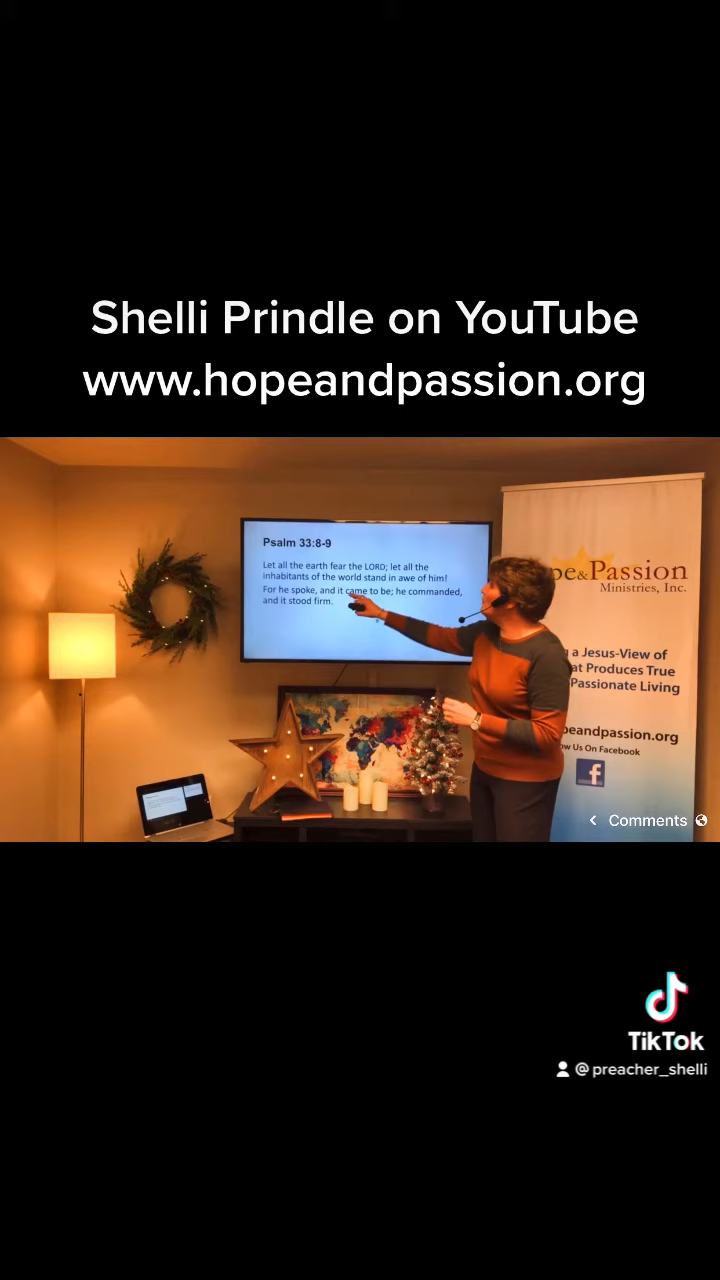 Shelli Prindle on YouTube
www.hopeandpassion.org
Psalm 33:8-9
Let all the earth fear the LORD; let all the
inhabitants of the world stand in awe of him!
For he spoke, and it came to be; he commanded,
and it stood firm.
pe&Passion
Ministries, Inc.
a Jesus-View of
at Produces True
Passionate Living
peandpassion.org
ow Us On Facebook
f
Comments
TikTok
@preacher_shelli